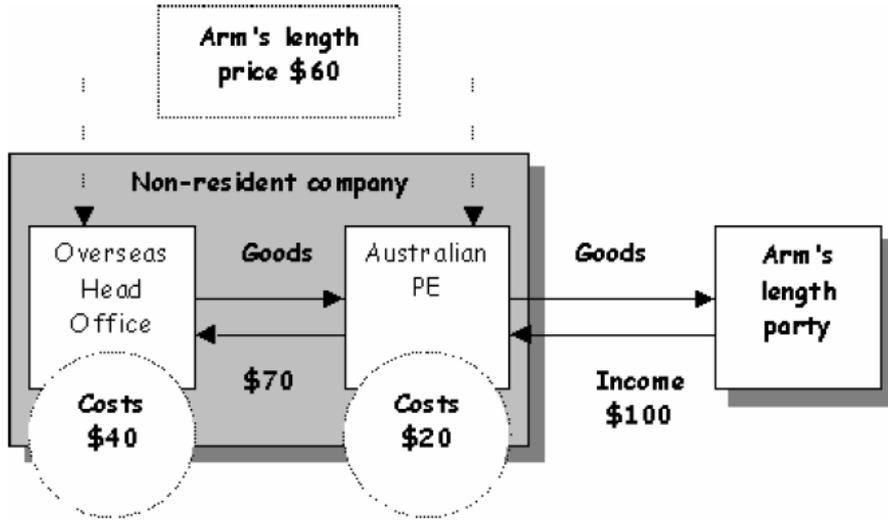 Arm's length
price $60
Non-resident company
Overseas
Head
Office
Goods
Australian
PE
Goods
Arm's
length
party
$70
Income
$100
Costs
$40
Costs
$20